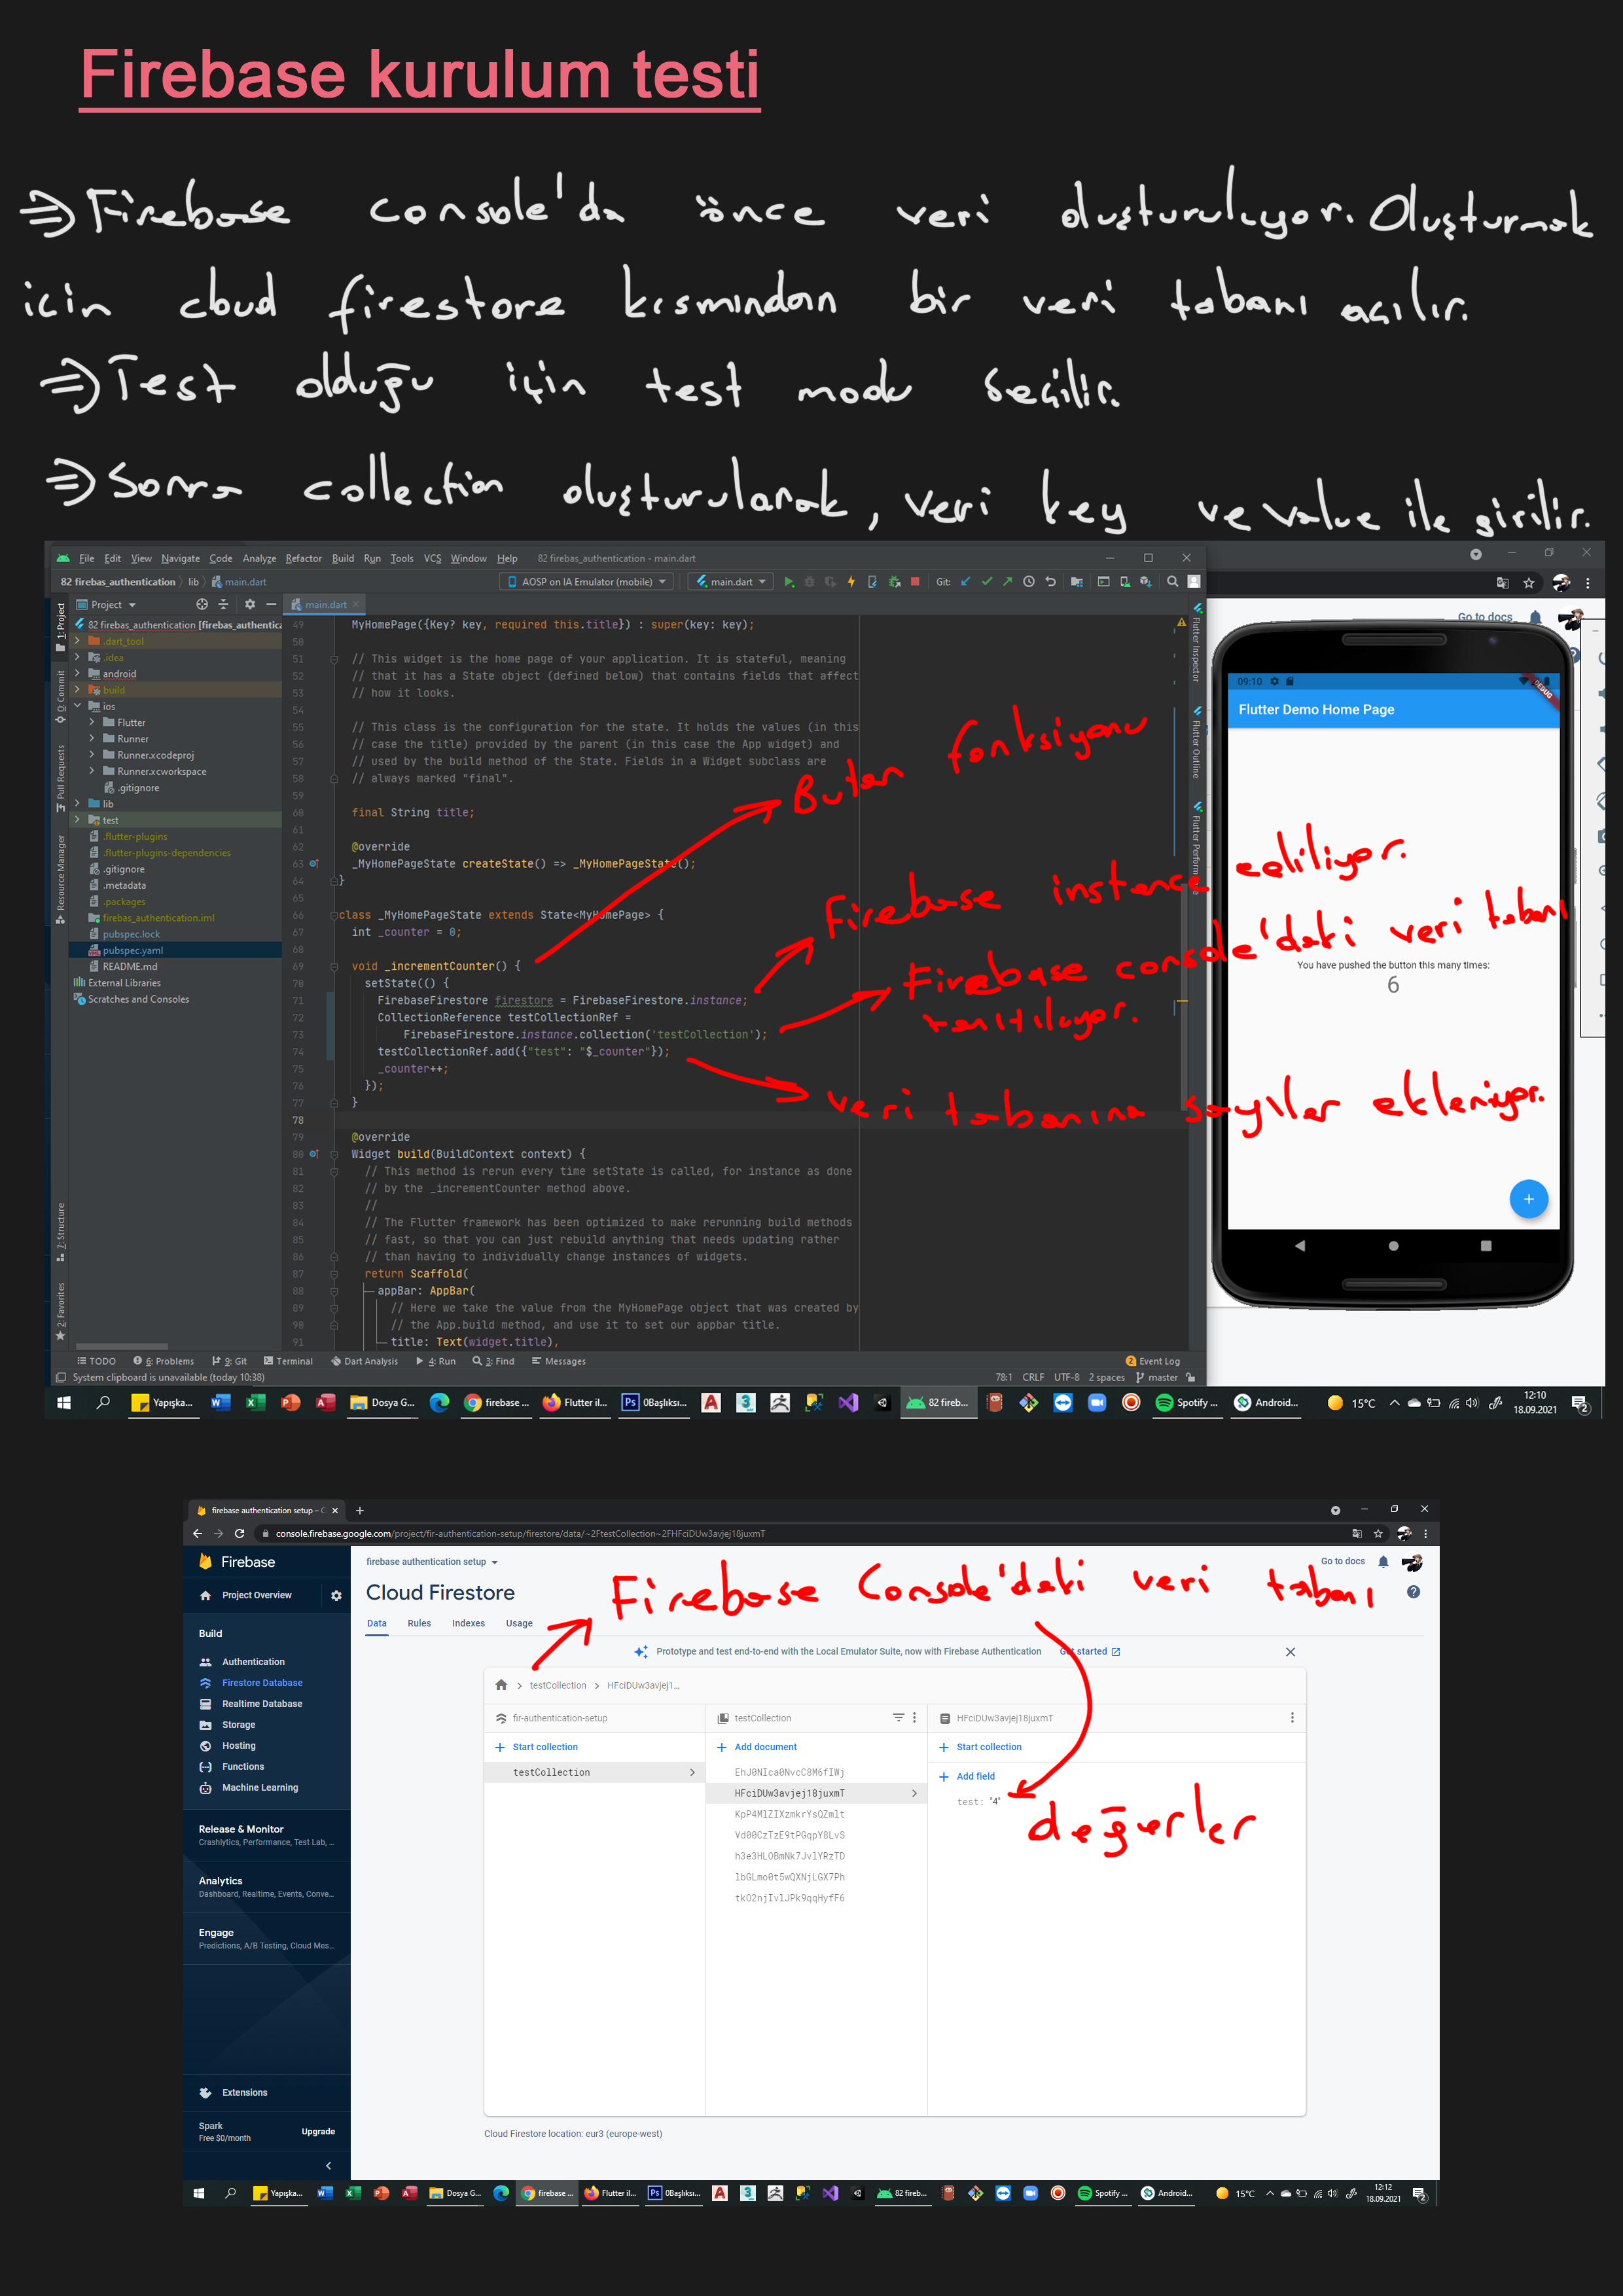 Firebase kurulum testi
⇒Firebase console'da önce veri oluşturuluyor. Oluşturmak
için cloud firestore kısmından bir veri tabanı açılır.
⇒Test olduğu için test modu seçilir.
⇒Sonra collection oluşturularak, veri key ve value ile girilir.
File Edit View Navigate Code Analyze Refactor Build Run Tools VCS Window Help 82 firebas_authentication - main.dart
82 firebas_authentication lib main.dart AOSP on IA Emulator (mobile) main.dart Git:
Go to docs
1: Project
0: Commit
Pull Requests
Resource Manager
7: Structure
2: Favorites
Project
82 firebas_authentication [firebas_authentica
.dart_tool
.idea
android
build
ios
Flutter
Runner
Runner.xcodeproj
Runner.xcworkspace
.gitignore
lib
test
.flutter-plugins
.flutter-plugins-dependencies
.gitignore
.metadata
.packages
firebas_authentication.iml
pubspec.lock
pubspec.yaml
README.md
External Libraries
Scratches and Consoles
main.dart
49 MyHomePage({Key? key, required this.title}) : super(key: key);
50
51 // This widget is the home page of your application. It is stateful, meaning
52 // that it has a State object (defined below) that contains fields that affect
53 // how it looks.
54
55 // This class is the configuration for the state. It holds the values (in this
56 // case the title) provided by the parent (in this case the App widget) and
57 // used by the build method of the State. Fields in a Widget subclass are
58 // always marked "final".
59
60 final String title;
61
62 @override
63 _MyHomePageState createState() => _MyHomePageState();
64 }
65
66 class _MyHomePageState extends State<MyHomePage> {
67 int _counter = 0;
68
69 void _incrementCounter() {
70 setState(() {
71 FirebaseFirestore firestore = FirebaseFirestore.instance;
72 CollectionReference testCollectionRef =
73 FirebaseFirestore.instance.collection('testCollection');
74 testCollectionRef.add({"test": "$_counter"});
75 _counter++;
76 });
77 }
78
79 @override
80 Widget build(BuildContext context) {
81 // This method is rerun every time setState is called, for instance as done
82 // by the _incrementCounter method above.
83 //
84 // The Flutter framework has been optimized to make rerunning build methods
85 // fast, so that you can just rebuild anything that needs updating rather
86 // than having to individually change instances of widgets.
87 return Scaffold(
88 appBar: AppBar(
89 // Here we take the value from the MyHomePage object that was created by
90 // the App.build method, and use it to set our appbar title.
91 title: Text(widget.title),
Flutter Inspector
Flutter Outline
Flutter Perform
Buton fonksiyonu
Firebase instence ediliyor.
Firebase console'daki veri tabanı
tanıtılıyor.
veri tabanına sayılar ekleniyor.
09:10
DEBUG
Flutter Demo Home Page
You have pushed the button this many times:
6
TODO 6: Problems 9: Git Terminal Dart Analysis 4: Run 3: Find Messages 2 Event Log
System clipboard is unavailable (today 10:38) 78:1 CRLF UTF-8 2 spaces master
Yapışka... Dosya G... firebase ... Flutter il... 0Başlıksı... 82 fireb... Spotify ... Android... 15°C 12:10
18.09.2021 2
firebase authentication setup – C
console.firebase.google.com/project/fir-authentication-setup/firestore/data/~2FtestCollection~2FHFciDUw3avjej18juxmT
Firebase
Project Overview
Build
Authentication
Firestore Database
Realtime Database
Storage
Hosting
Functions
Machine Learning
Release & Monitor
Crashlytics, Performance, Test Lab, ...
Analytics
Dashboard, Realtime, Events, Conve...
Engage
Predictions, A/B Testing, Cloud Mes...
Extensions
Spark
Free $0/month
Upgrade
firebase authentication setup Go to docs
Cloud Firestore
Data Rules Indexes Usage
Firebase Console'daki veri tabanı
Prototype and test end-to-end with the Local Emulator Suite, now with Firebase Authentication Get started
testCollection HFciDUw3avjej1...
fir-authentication-setup testCollection HFciDUw3avjej18juxmT
Start collection Add document Start collection
testCollection
EhJ0NIca0NvcC8M6fIWj
HFciDUw3avjej18juxmT
KpP4MlZIXzmkrYsQZmlt
Vd00CzTzE9tPGqpY8LvS
h3e3HLOBmNk7JvlYRzTD
lbGLmo0t5wQXNjLGX7Ph
tkO2njIvlJPk9qqHyfF6
Add field
test: "4"
değerler
Cloud Firestore location: eur3 (europe-west)
Yapışka... Dosya G... firebase ... Flutter il... 0Başlıksı... 82 fireb... Spotify ... Android... 15°C 12:12
18.09.2021 2